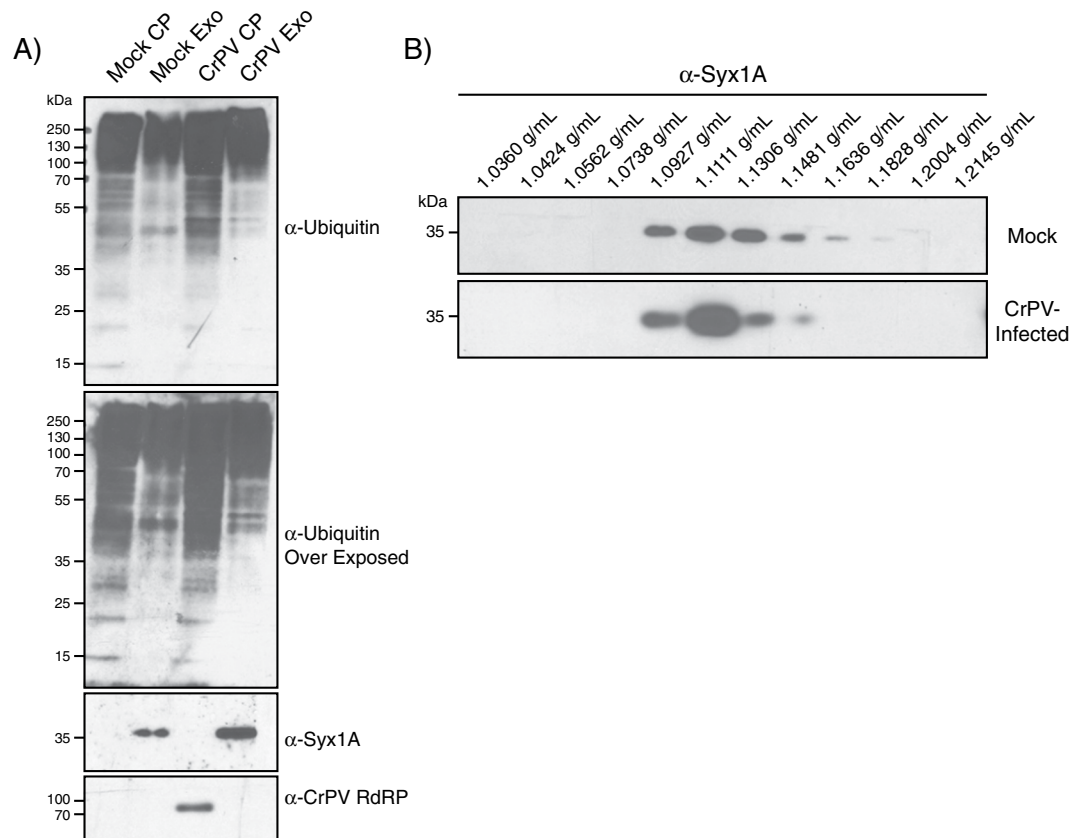 A)
Mock CP
Mock Exo
CrPV CP
CrPV Exo
kDa
250
130
100
70
55
35
25
15
α-Ubiquitin
250
130
100
70
55
35
25
15
α-Ubiquitin
Over Exposed
35
α-Syx1A
100
70
α-CrPV RdRP
B)
α-Syx1A
1.0360 g/mL
1.0424 g/mL
1.0562 g/mL
1.0738 g/mL
1.0927 g/mL
1.1111 g/mL
1.1306 g/mL
1.1481 g/mL
1.1636 g/mL
1.1828 g/mL
1.2004 g/mL
1.2145 g/mL
kDa
35
Mock
35
CrPV-
Infected